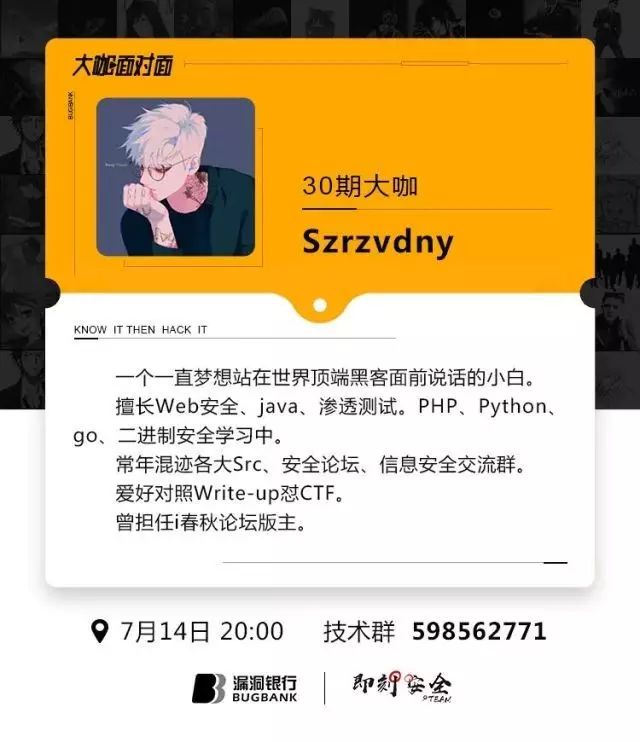 大咖面对面
BUGBANK
30期大咖
Szrzvdny
KNOW IT THEN HACK IT
一个一直梦想站在世界顶端黑客面前说话的小白。
擅长Web安全、java、渗透测试。PHP、Python、
go、二进制安全学习中。
常年混迹各大Src、安全论坛、信息安全交流群。
爱好对照Write-up怼CTF。
曾担任i春秋论坛版主。
7月14日 20:00 技术群 598562771
漏洞银行
BUGBANK
即刻安全